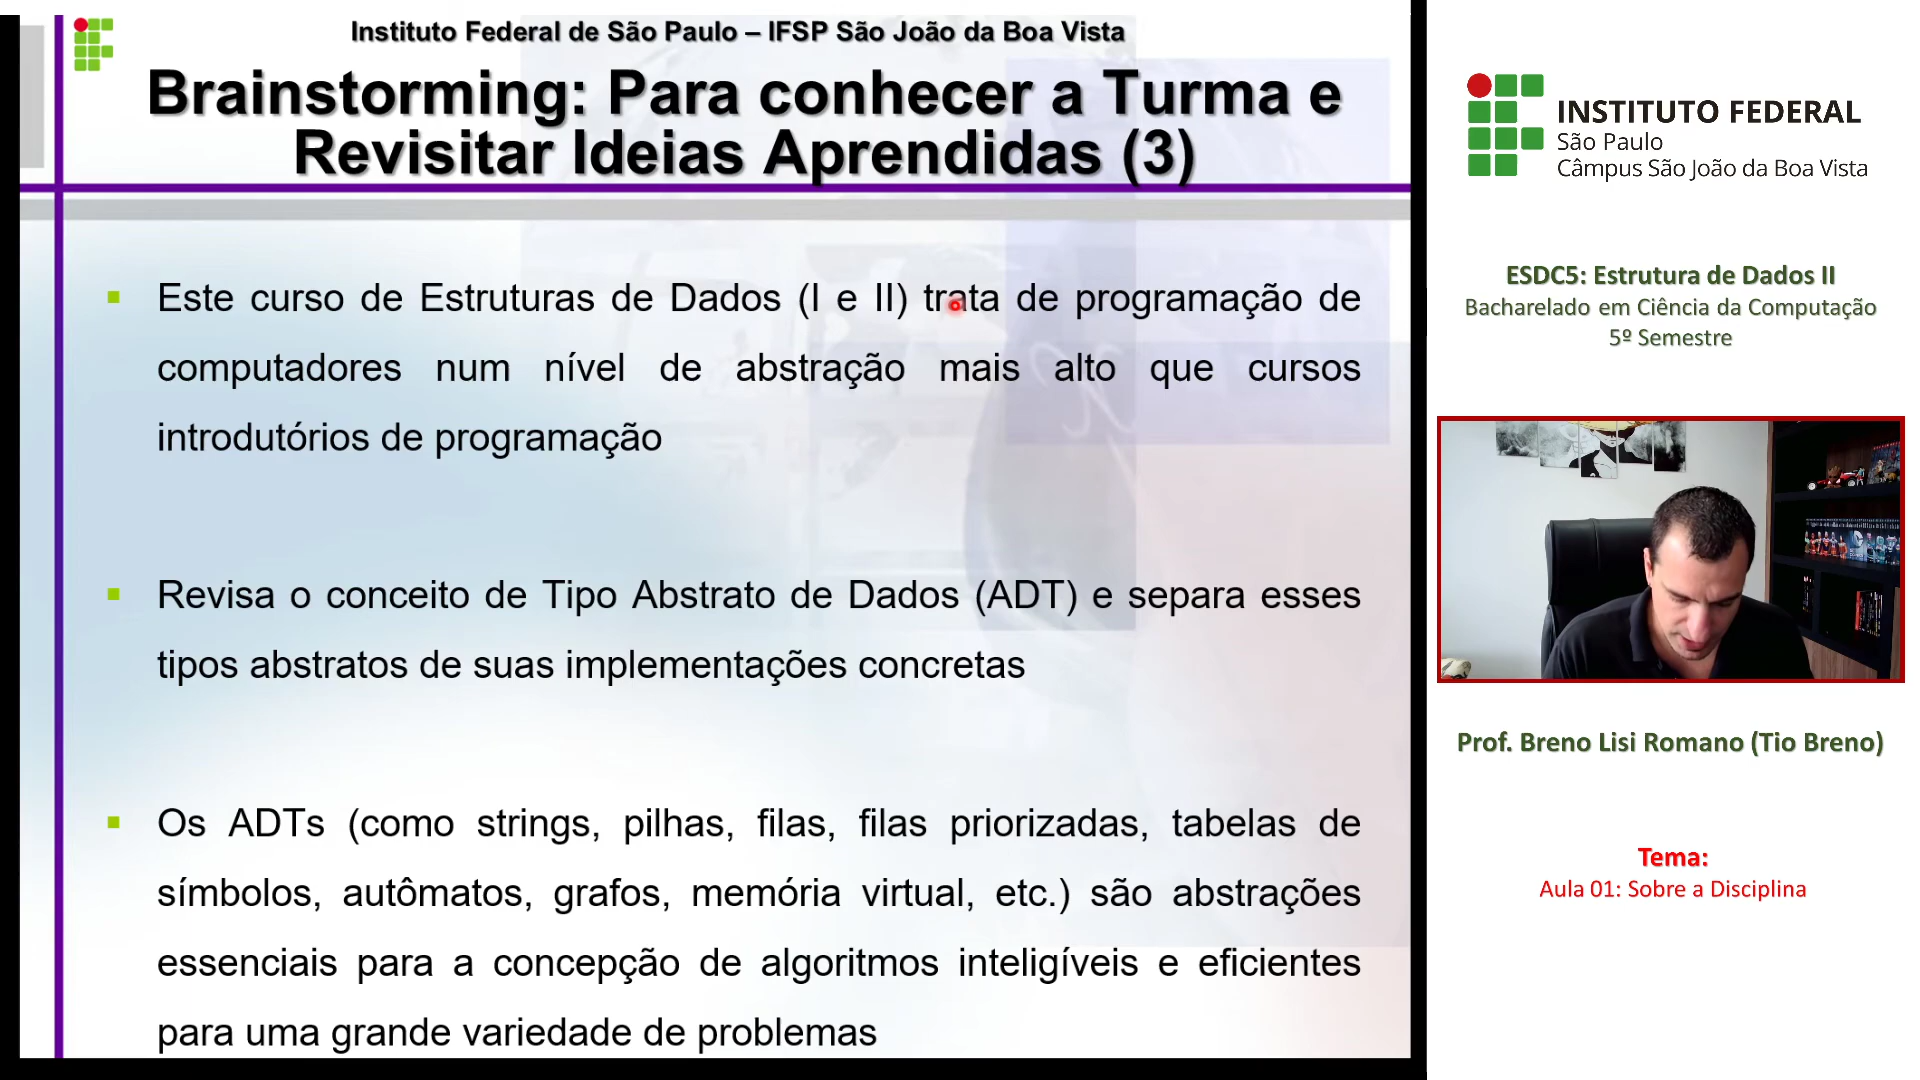 Instituto Federal de São Paulo – IFSP São João da Boa Vista
Brainstorming: Para conhecer a Turma e
Revisitar Ideias Aprendidas (3)
Este curso de Estruturas de Dados (I e II) trata de programação de
computadores num nível de abstração mais alto que cursos
introdutórios de programação
Revisa o conceito de Tipo Abstrato de Dados (ADT) e separa esses
tipos abstratos de suas implementações concretas
Os ADTs (como strings, pilhas, filas, filas priorizadas, tabelas de
símbolos, autômatos, grafos, memória virtual, etc.) são abstrações
essenciais para a concepção de algoritmos inteligíveis e eficientes
para uma grande variedade de problemas
INSTITUTO FEDERAL
São Paulo
Câmpus São João da Boa Vista
ESDC5: Estrutura de Dados II
Bacharelado em Ciência da Computação
5º Semestre
Prof. Breno Lisi Romano (Tio Breno)
Tema:
Aula 01: Sobre a Disciplina